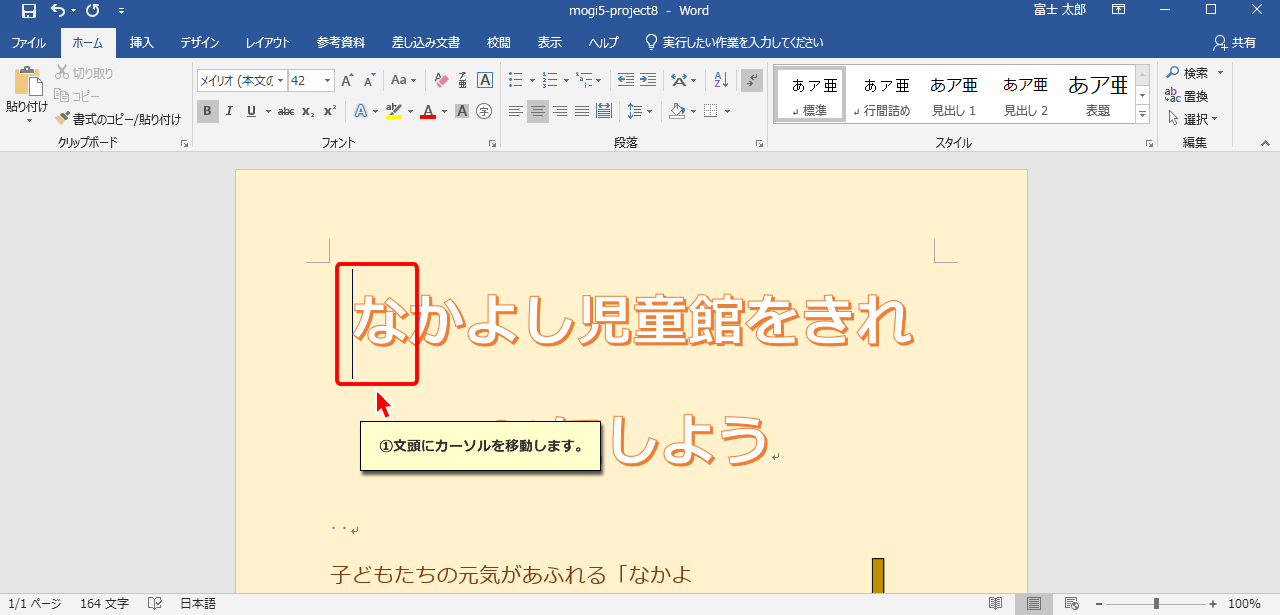 mogi5-project8 - Word
富士 太郎
ファイル ホーム 挿入 デザイン レイアウト 参考資料 差し込み文書 校閲 表示 ヘルプ 実行したい作業を入力してください 共有
貼り付け
切り取り
コピー
書式のコピー/貼り付け
クリップボード
メイリオ (本文の 42
Aa
B I U abc x₂ x²
フォント
段落
あア亜 あア亜 あア亜 あア亜 あア亜
標準 行間詰め 見出し 1 見出し 2 表題
スタイル
検索
置換
選択
編集
なかよし児童館をきれ
しよう
①文頭にカーソルを移動します。
子どもたちの元気があふれる「なかよ
1/1 ページ 164 文字 日本語 100%